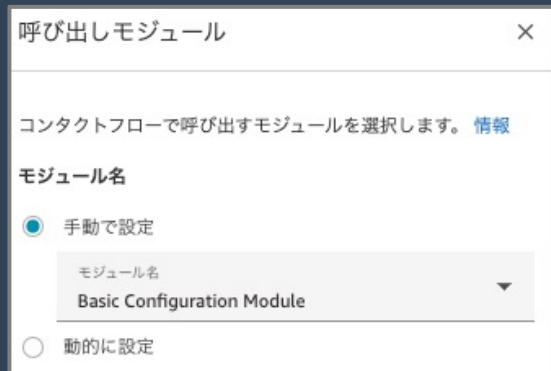 呼び出しモジュール
コンタクトフローで呼び出すモジュールを選択します。 情報
モジュール名
手動で設定
モジュール名
Basic Configuration Module
動的に設定